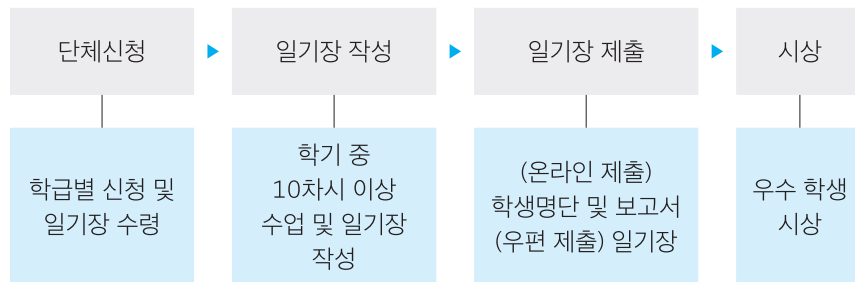 단체신청
일기장 작성
일기장 제출
시상
학급별 신청 및
일기장 수령
학기 중
10차시 이상
수업 및 일기장
작성
(온라인 제출)
학생명단 및 보고서
(우편 제출) 일기장
우수 학생
시상